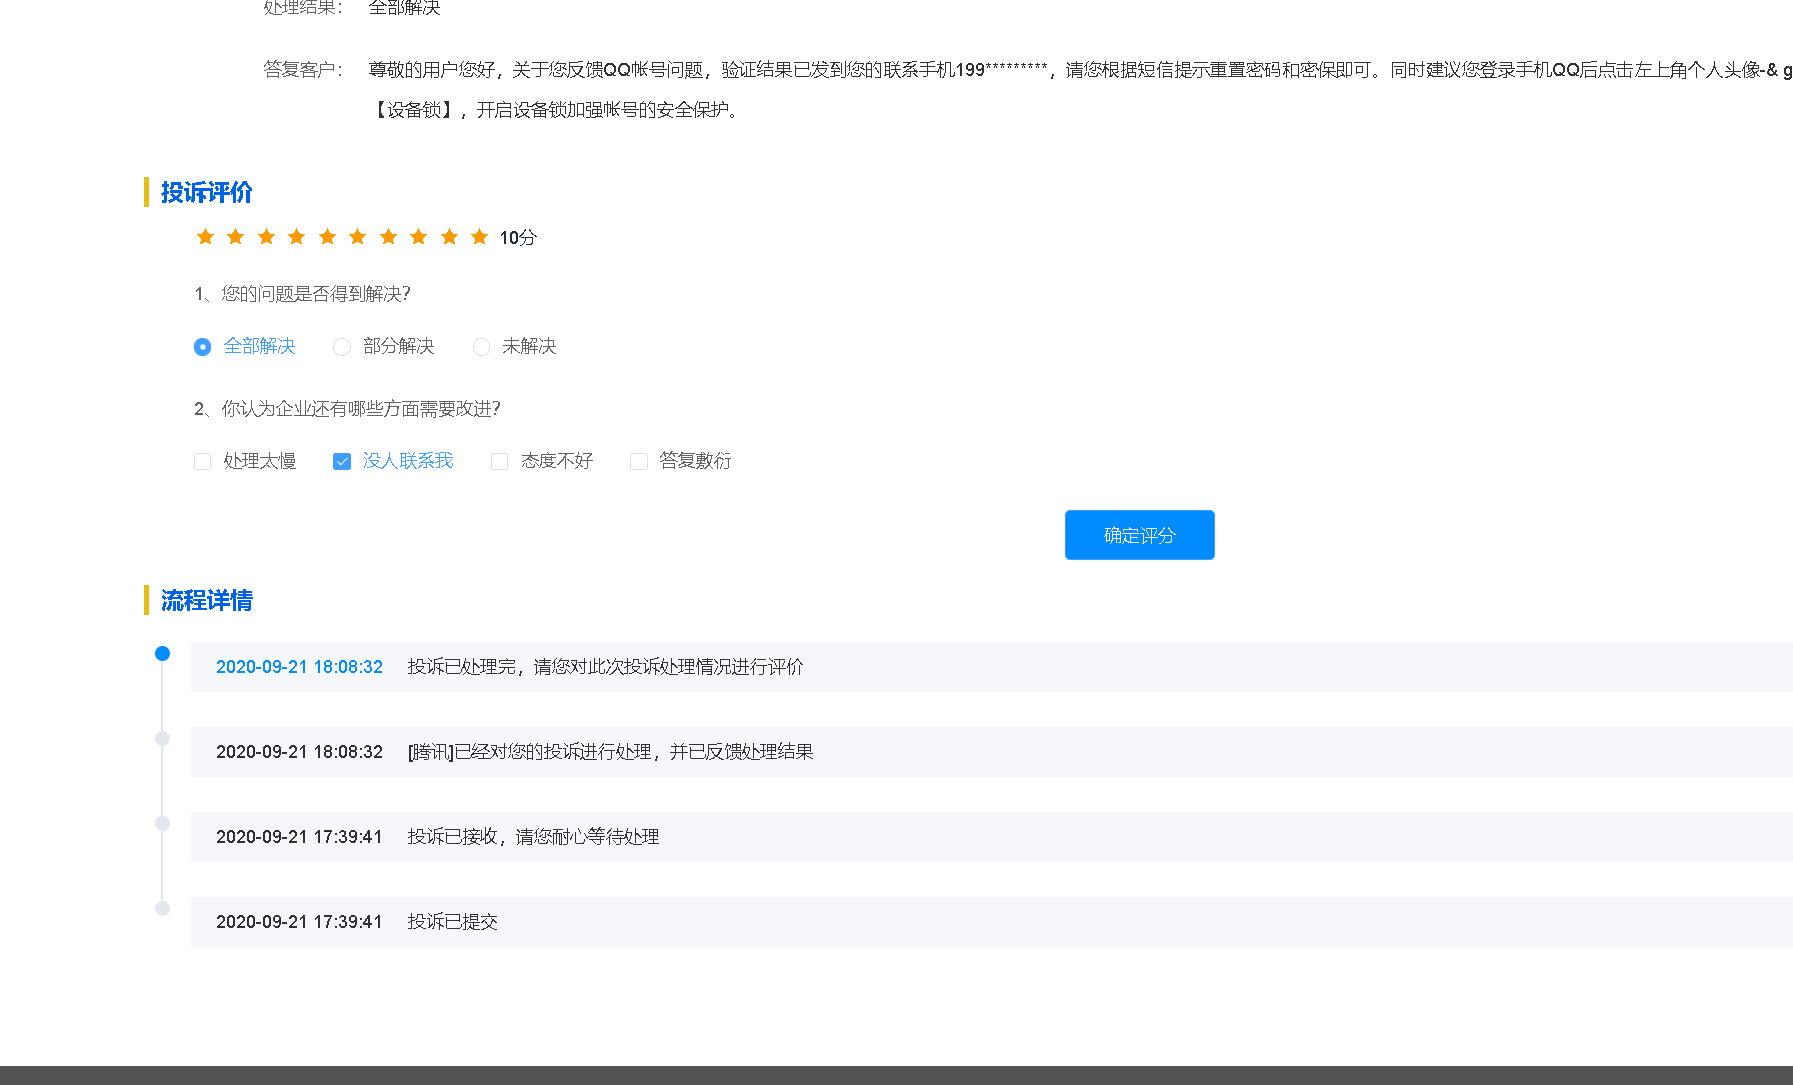 处理结果： 全部解决
答复客户： 尊敬的用户您好，关于您反馈QQ帐号问题，验证结果已发到您的联系手机199*********，请您根据短信提示重置密码和密保即可。同时建议您登录手机QQ后点击左上角个人头像-& g
【设备锁】，开启设备锁加强帐号的安全保护。
投诉评价
10分
1、您的问题是否得到解决？
全部解决 部分解决 未解决
2、你认为企业还有哪些方面需要改进？
处理太慢 没人联系我 态度不好 答复敷衍
确定评分
流程详情
2020-09-21 18:08:32 投诉已处理完，请您对此次投诉处理情况进行评价
2020-09-21 18:08:32 [腾讯]已经对您的投诉进行处理，并已反馈处理结果
2020-09-21 17:39:41 投诉已接收，请您耐心等待处理
2020-09-21 17:39:41 投诉已提交